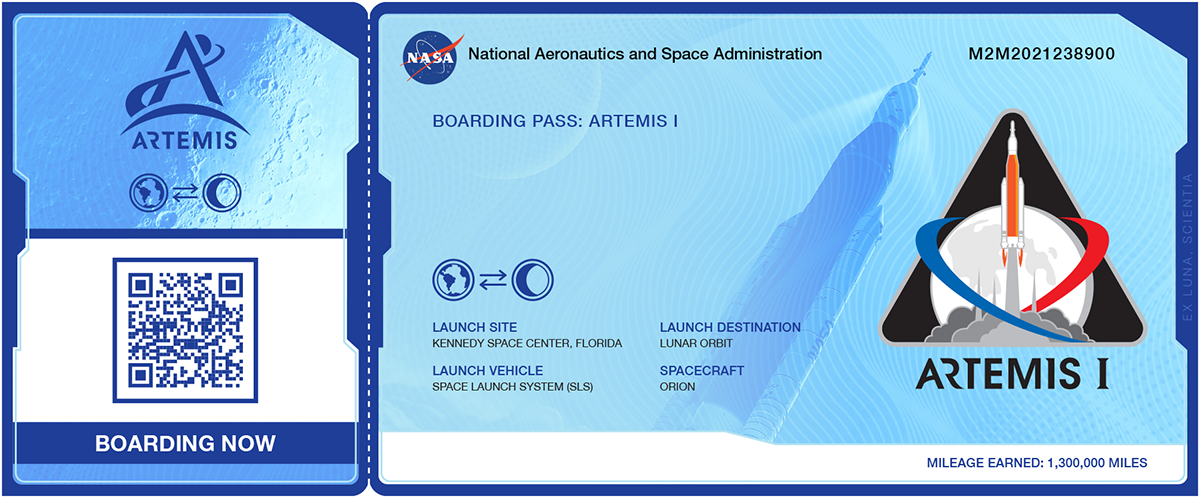 ARTEMIS
BOARDING NOW
NASA
National Aeronautics and Space Administration
M2M2021238900
BOARDING PASS: ARTEMIS I
LAUNCH SITE
KENNEDY SPACE CENTER, FLORIDA
LAUNCH DESTINATION
LUNAR ORBIT
LAUNCH VEHICLE
SPACE LAUNCH SYSTEM (SLS)
SPACECRAFT
ORION
ARTEMIS I
EX LUNA SCIENTIA
MILEAGE EARNED: 1,300,000 MILES